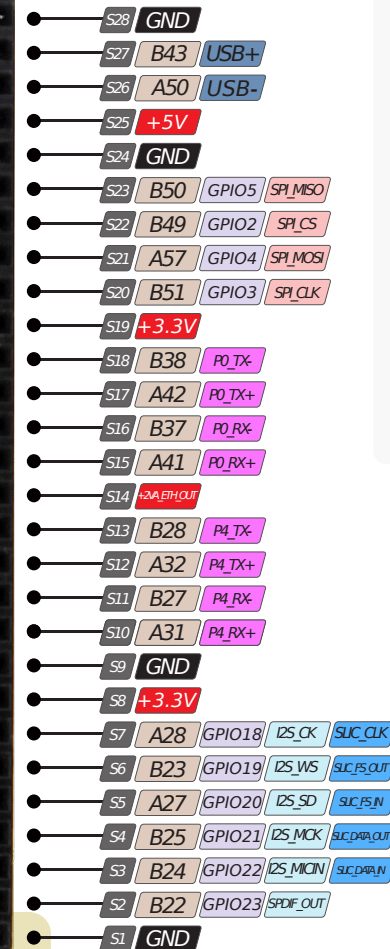 S28 GND
S27 B43 USB+
S26 A50 USB-
S25 +5V
S24 GND
S23 B50 GPIO5 SPI_MISO
S22 B49 GPIO2 SPI_CS
S21 A57 GPIO4 SPI_MOSI
S20 B51 GPIO3 SPI_CLK
S19 +3.3V
S18 B38 P0_TX-
S17 A42 P0_TX+
S16 B37 P0_RX-
S15 A41 P0_RX+
S14 +2VA_ETH_OUT
S13 B28 P4_TX-
S12 A32 P4_TX+
S11 B27 P4_RX-
S10 A31 P4_RX+
S9 GND
S8 +3.3V
S7 A28 GPIO18 I2S_CK SLIC_CLK
S6 B23 GPIO19 I2S_WS SLIC_FS_OUT
S5 A27 GPIO20 I2S_SD SLIC_FS_IN
S4 B25 GPIO21 I2S_MCK SLIC_DATA_OUT
S3 B24 GPIO22 I2S_MICIN SLIC_DATA_IN
S2 B22 GPIO23 SPDIF_OUT
S1 GND